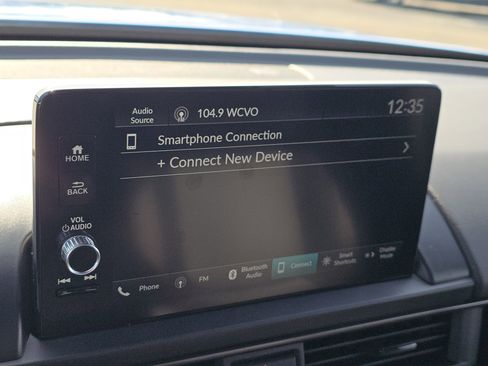 Audio Source
104.9 WCVO
12:35
HOME
Smartphone Connection
+ Connect New Device
BACK
VOL
AUDIO
Phone
FM
Bluetooth Audio
Connect
Smart Shortcuts
Display Mode